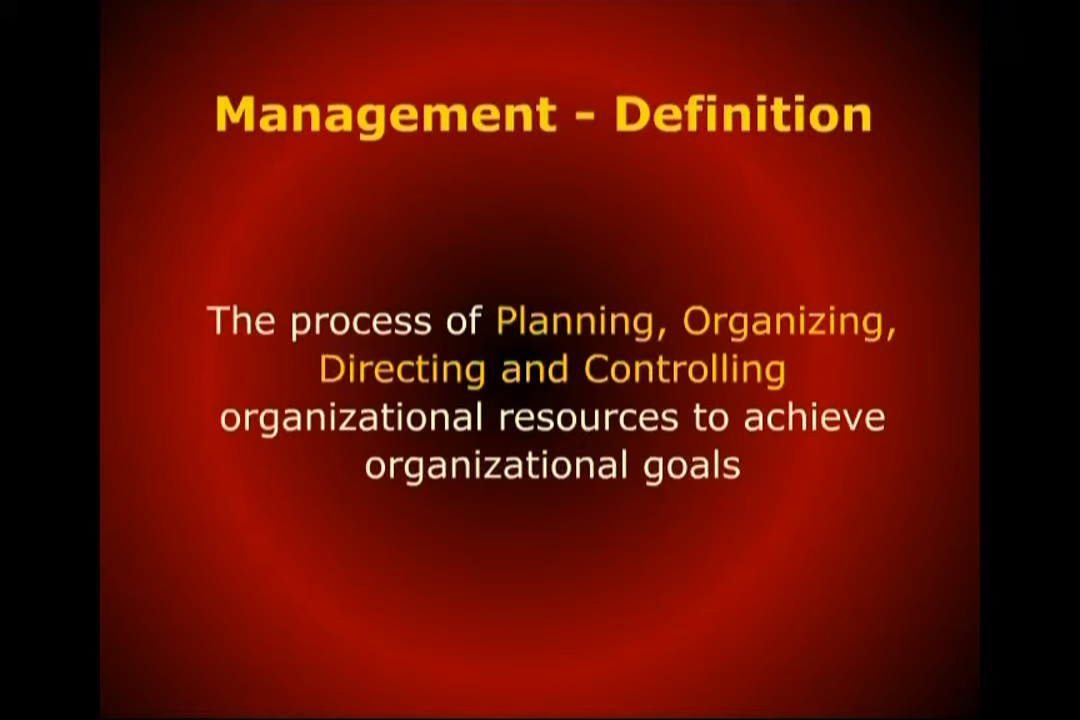 Management - Definition
The process of Planning, Organizing,
Directing and Controlling
organizational resources to achieve
organizational goals